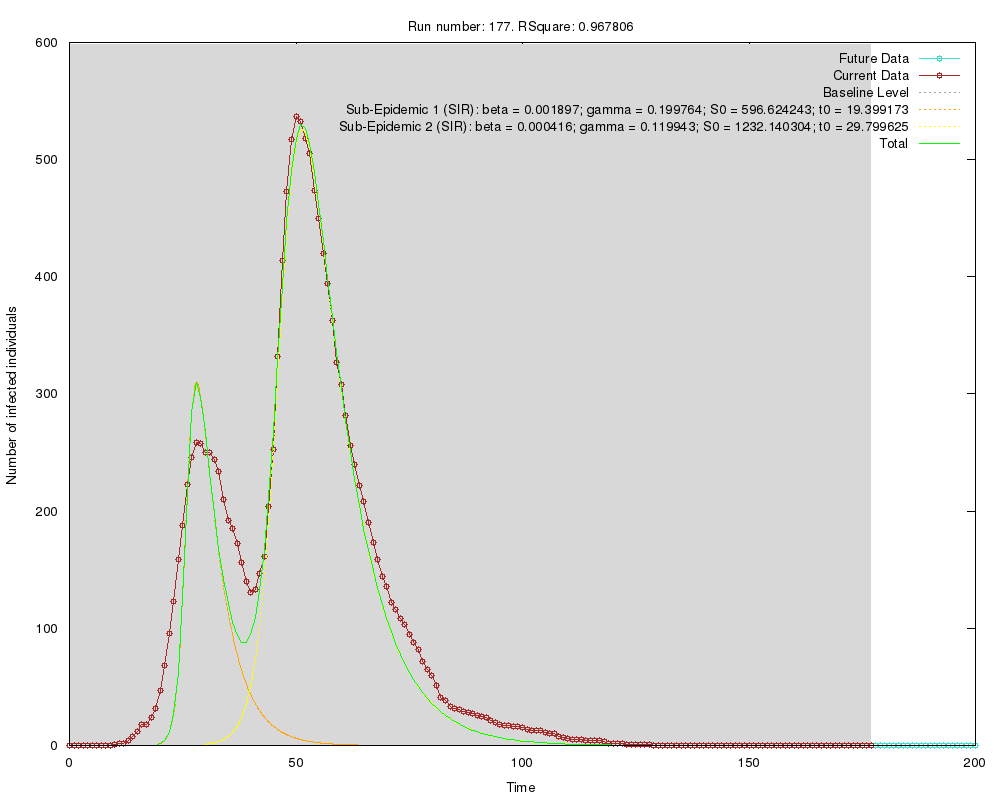 Run number: 177. RSquare: 0.967806
600
500
400
300
200
100
0
Number of infected individuals
Future Data
Current Data
Baseline Level
Sub-Epidemic 1 (SIR): beta = 0.001897; gamma = 0.199764; S0 = 596.624243; t0 = 19.399173
Sub-Epidemic 2 (SIR): beta = 0.000416; gamma = 0.119943; S0 = 1232.140304; t0 = 29.799625
Total
0 50 100 150 200
Time